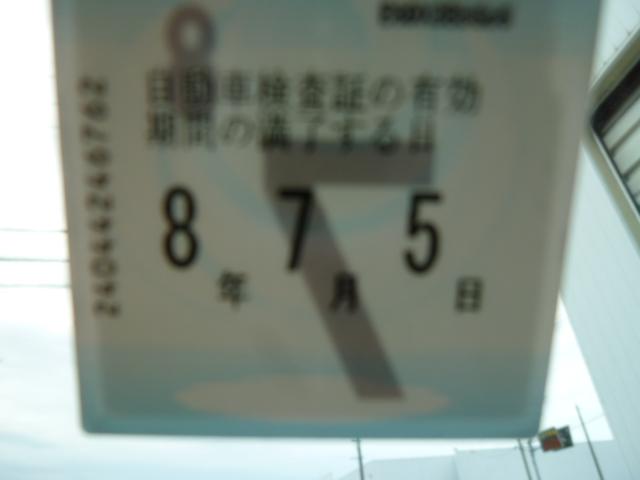 自動車検査証の有効
期間の満了する日
8年 7月 5日
240442246762